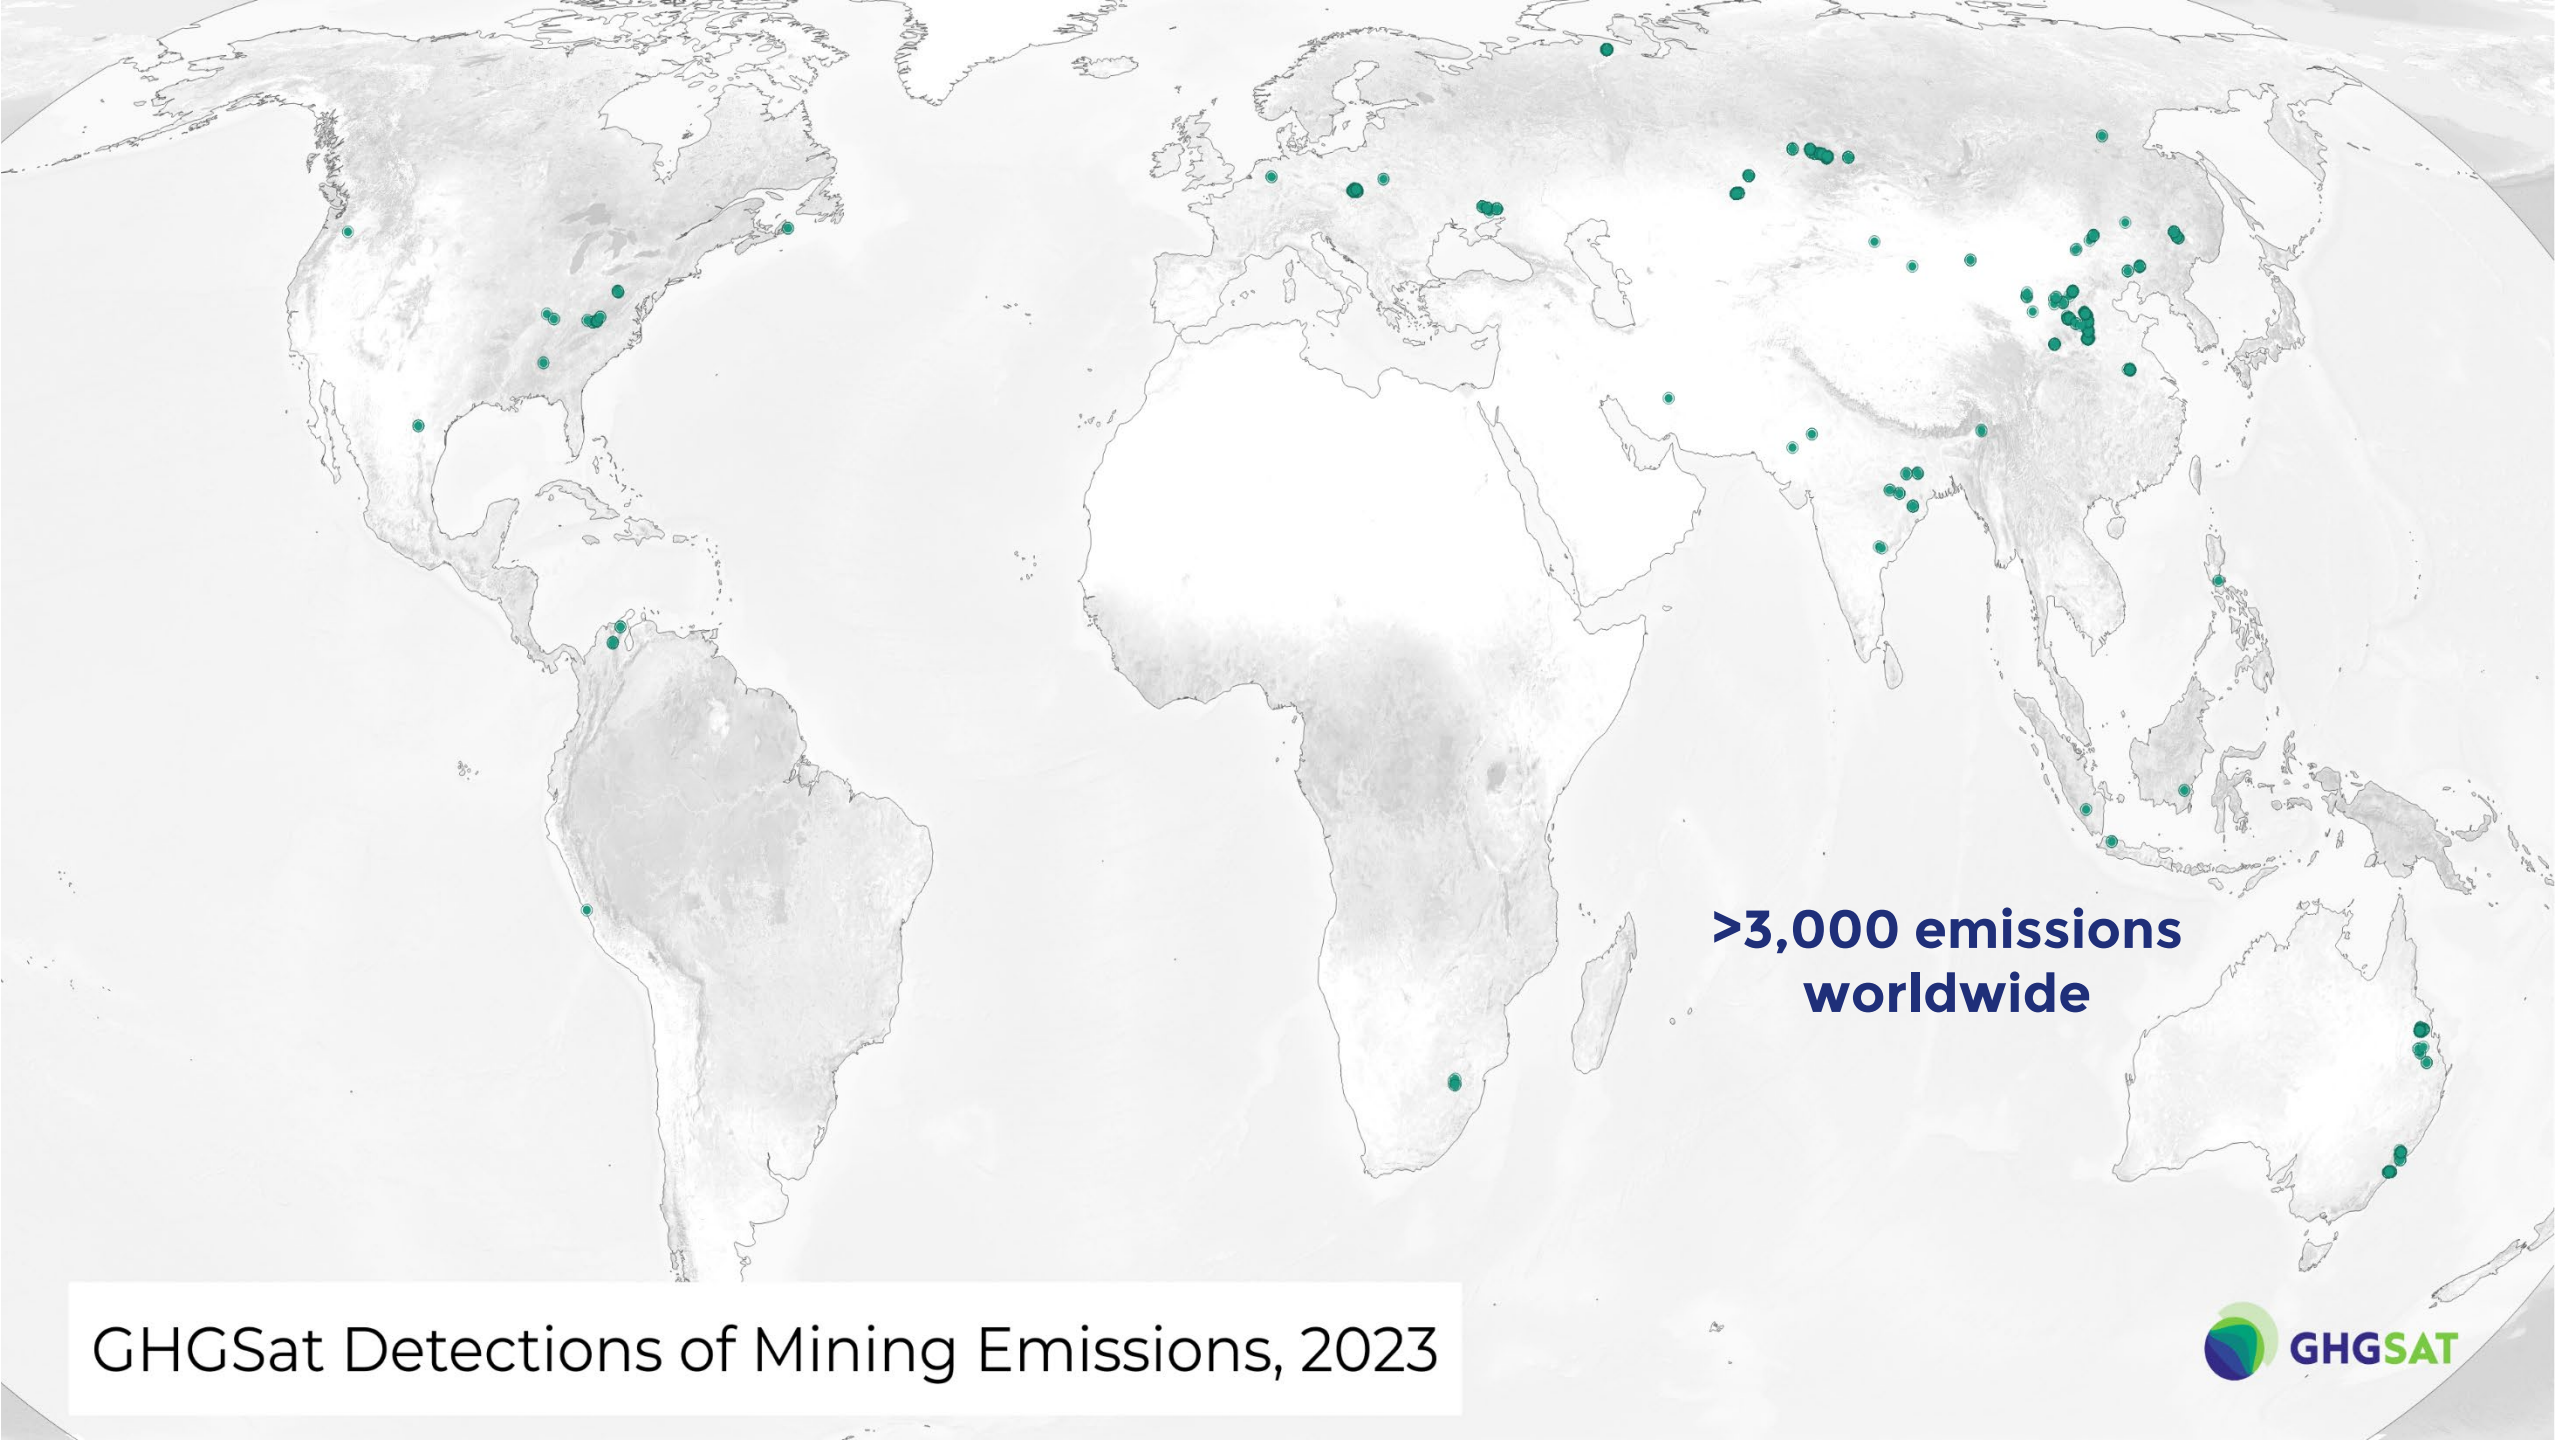 >3,000 emissions
worldwide
GHGSat Detections of Mining Emissions, 2023
GHGSAT